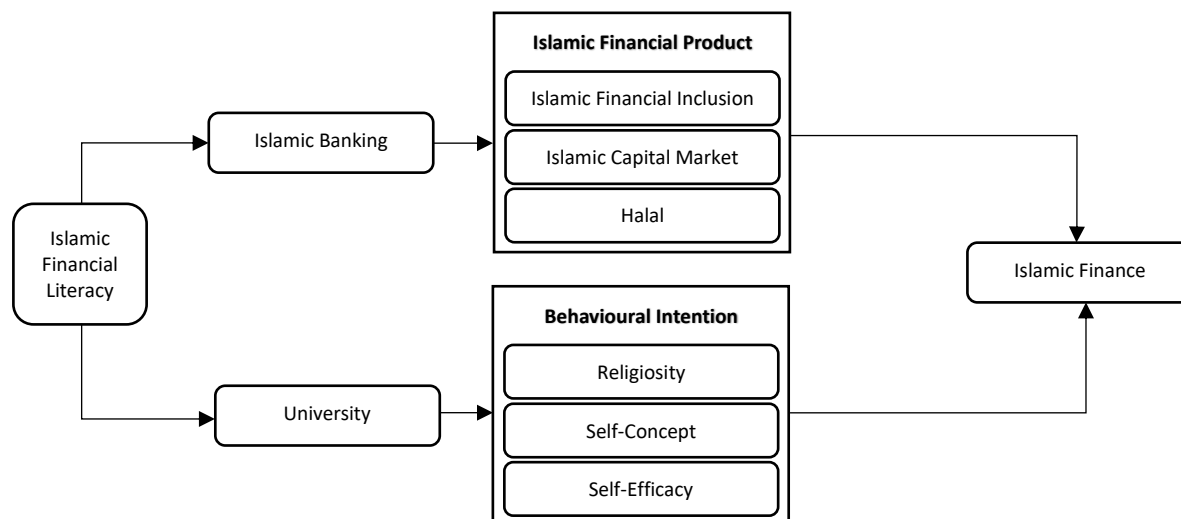 Islamic Financial Product
Islamic Financial Inclusion
Islamic Banking
Islamic Capital Market
Halal
Islamic
Financial
Literacy
Islamic Finance
Behavioural Intention
Religiosity
University
Self-Concept
Self-Efficacy